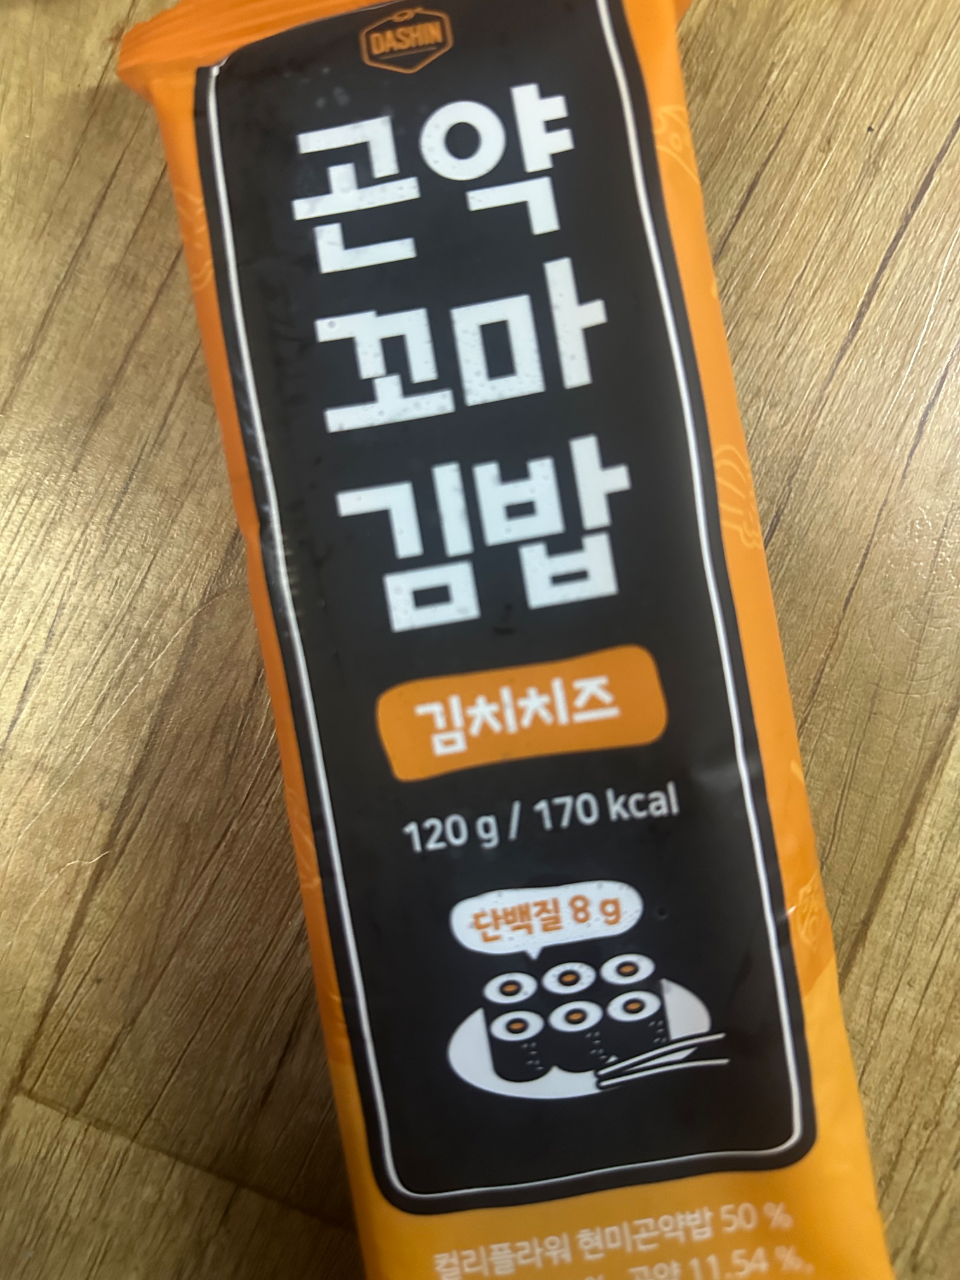 DASHIN
곤약
꼬마
김밥
김치치즈
120 g / 170 kcal
단백질 8 g
컬리플라워 현미곤약밥 50 %
곤약 11.54 %,